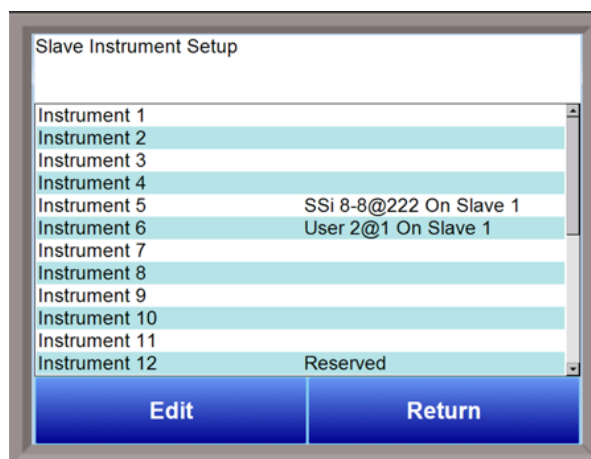 Slave Instrument Setup
Instrument 1
Instrument 2
Instrument 3
Instrument 4
Instrument 5 SSi 8-8@222 On Slave 1
Instrument 6 User 2@1 On Slave 1
Instrument 7
Instrument 8
Instrument 9
Instrument 10
Instrument 11
Instrument 12 Reserved
Edit Return